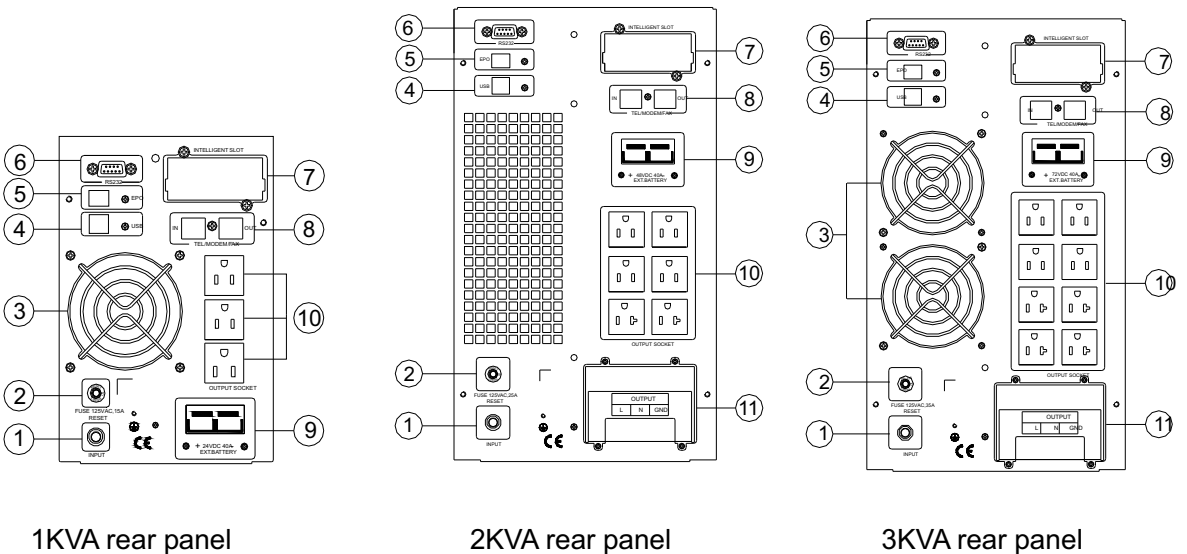 6
RS232
INTELLIGENT SLOT
7
5
EPO
4
USB
IN
OUT
TEL/MODEM/FAX
8
3
10
OUTPUT SOCKET
2
FUSE 125VAC,15A
RESET
1
INPUT
CE
+ 24VDC 40A-
EXT.BATTERY
9
1KVA rear panel
6
RS232
INTELLIGENT SLOT
7
5
EPO
4
USB
IN
OUT
TEL/MODEM/FAX
8
+ 48VDC 40A-
EXT.BATTERY
9
10
OUTPUT SOCKET
2
FUSE 125VAC,25A
RESET
1
INPUT
CE
OUTPUT
L N GND
11
2KVA rear panel
6
RS232
INTELLIGENT SLOT
7
5
EPO
4
USB
IN
OUT
TEL/MODEM/FAX
8
+ 72VDC 40A-
EXT.BATTERY
9
3
10
OUTPUT SOCKET
2
FUSE 125VAC,35A
RESET
1
INPUT
CE
OUTPUT
L N GND
11
3KVA rear panel